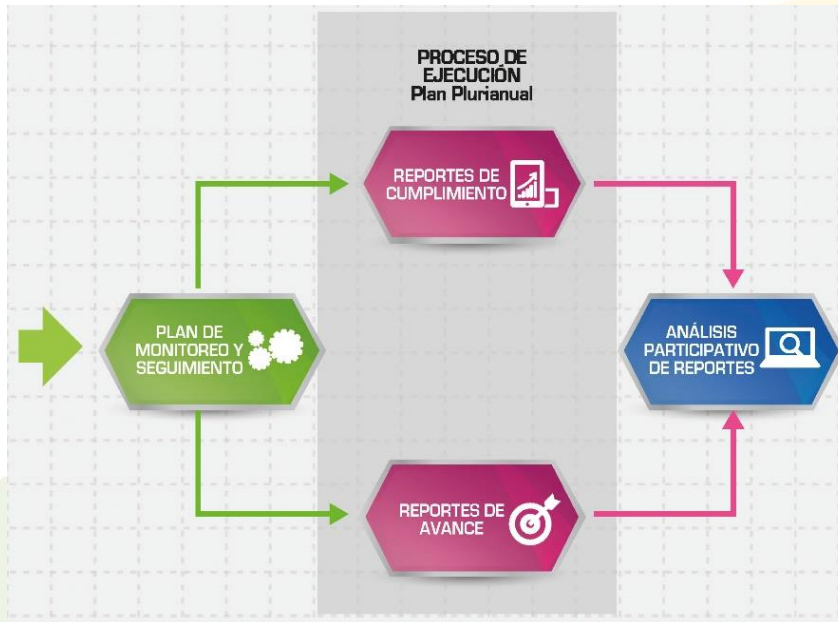 PROCESO DE
EJECUCIÓN
Plan Plurianual
REPORTES DE
CUMPLIMIENTO
PLAN DE
MONITOREO Y
SEGUIMIENTO
ANÁLISIS
PARTICIPATIVO
DE REPORTES
REPORTES DE
AVANCE